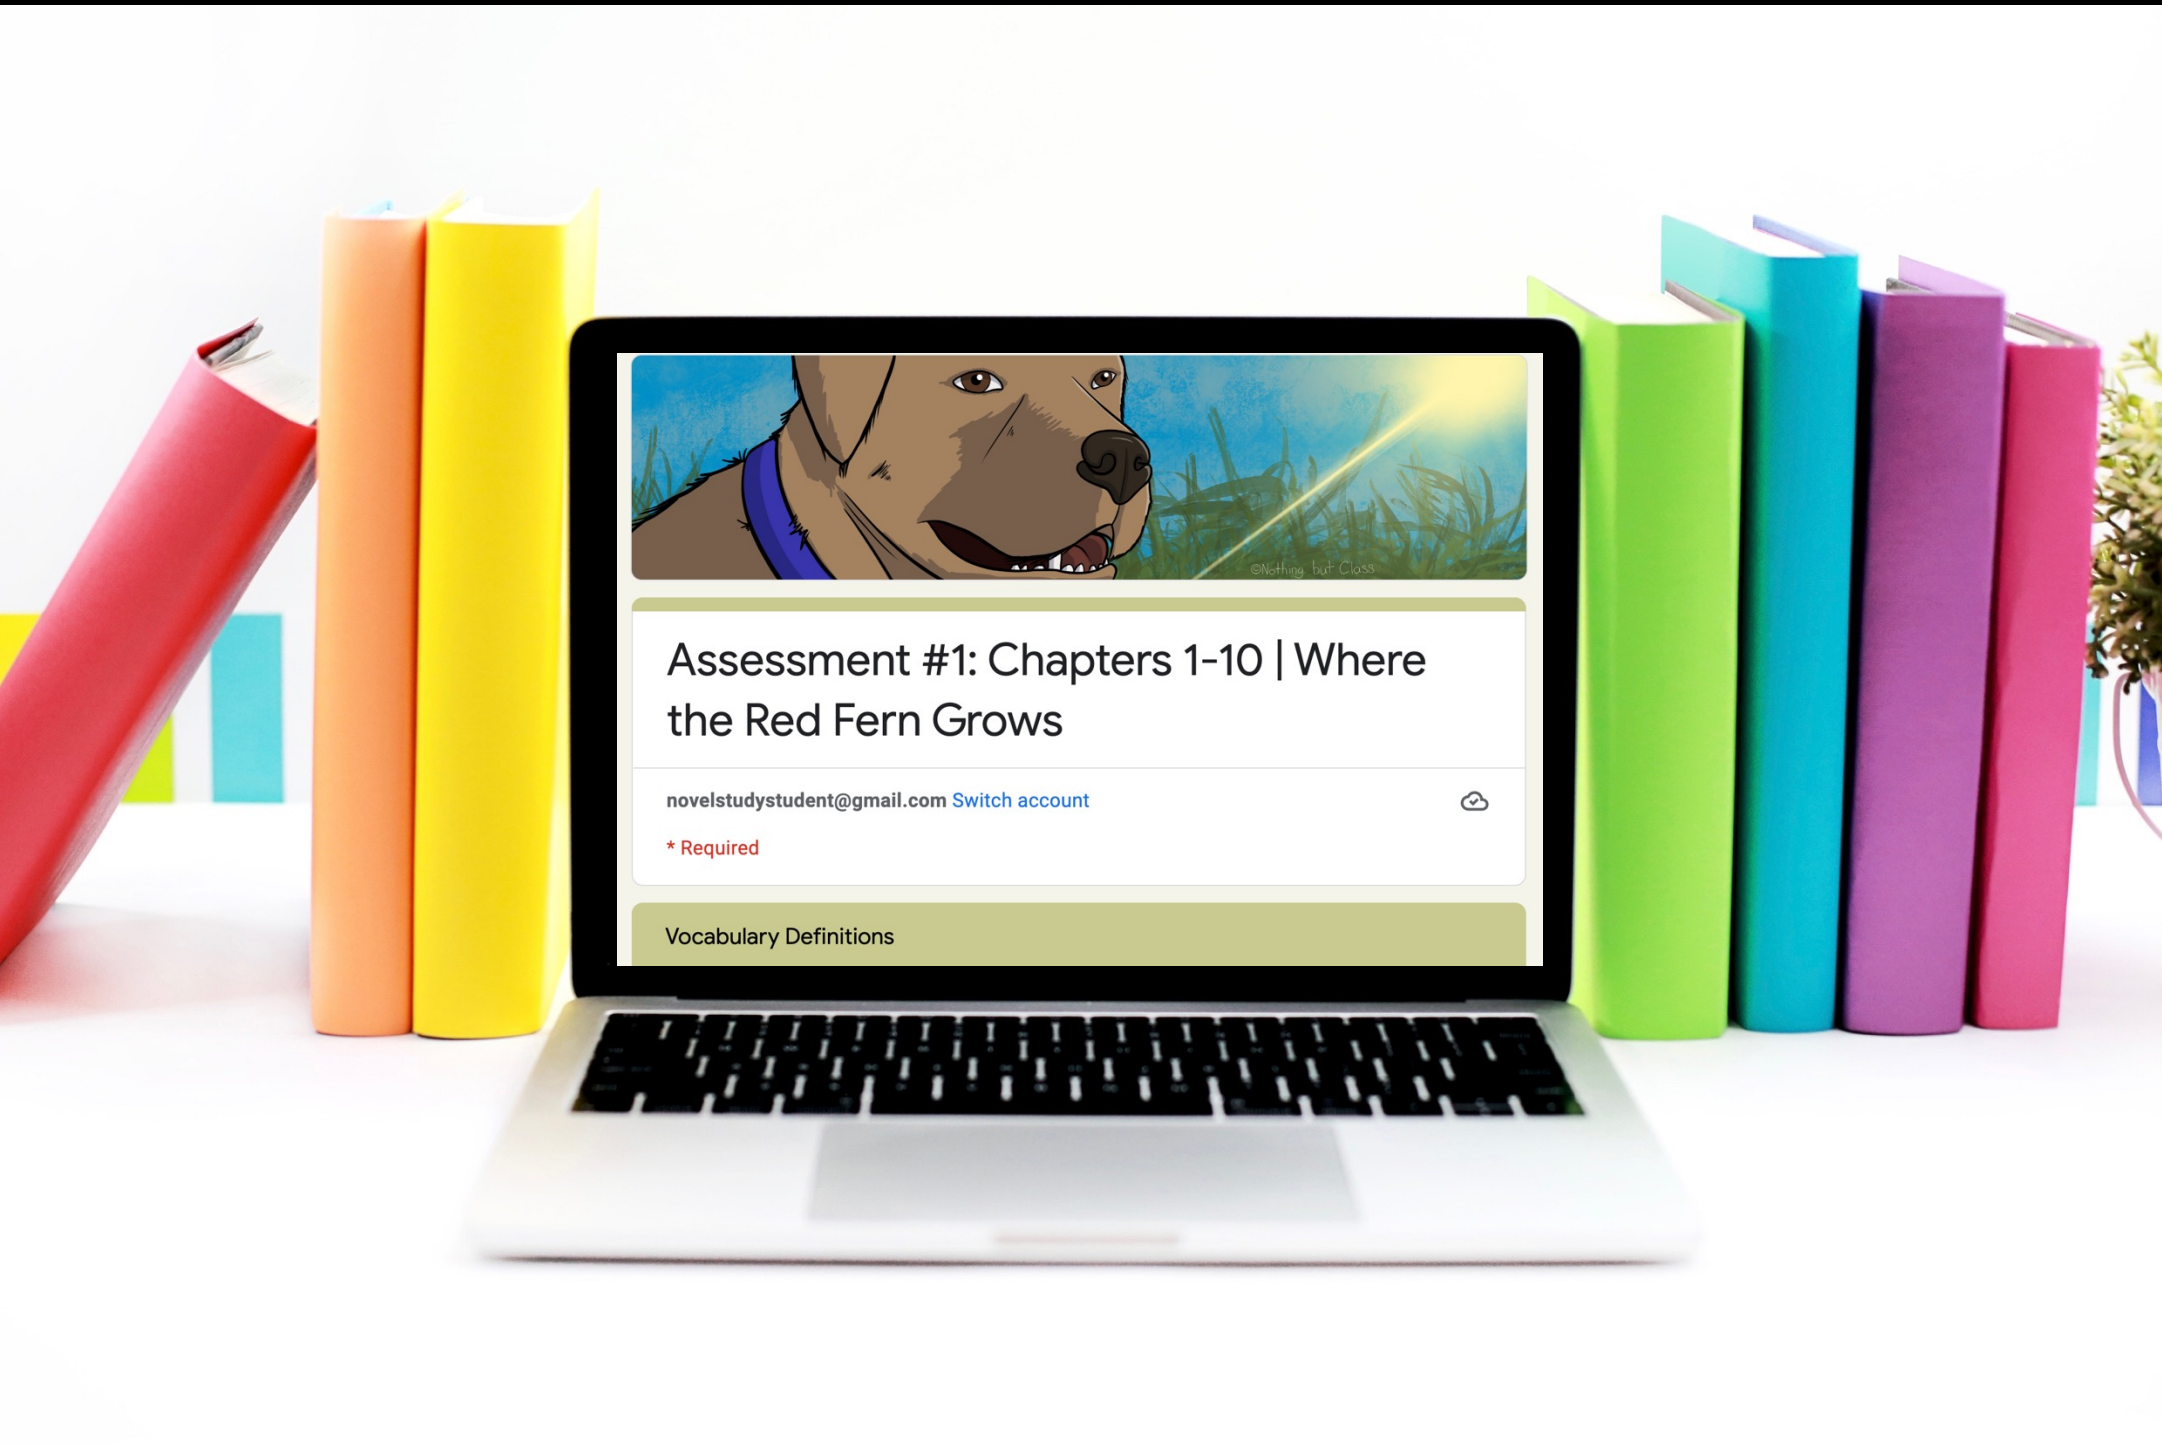 ©Nothing but Class
Assessment #1: Chapters 1-10 | Where
the Red Fern Grows
novelstudystudent@gmail.com Switch account
* Required
Vocabulary Definitions